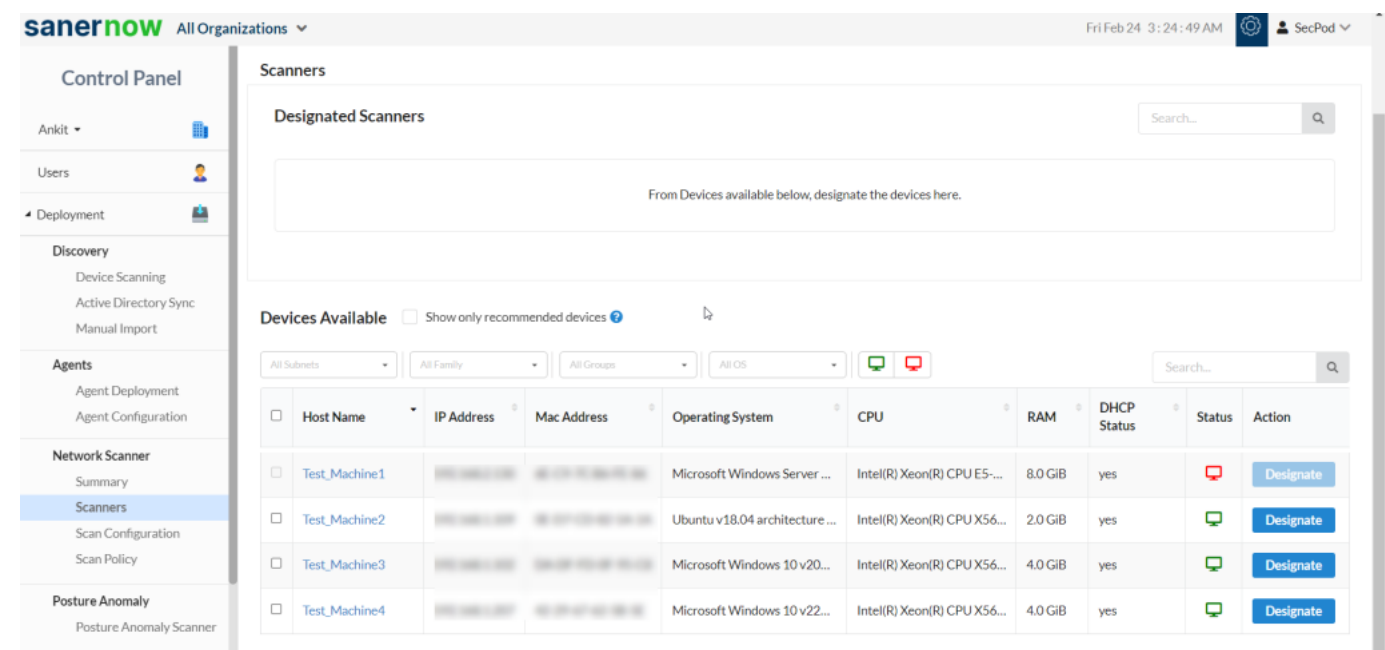 sanernow All Organizations Fri Feb 24 3:24:49 AM SecPod
Control Panel
Ankit
Users
Deployment
Discovery
Device Scanning
Active Directory Sync
Manual Import
Agents
Agent Deployment
Agent Configuration
Network Scanner
Summary
Scanners
Scan Configuration
Scan Policy
Posture Anomaly
Posture Anomaly Scanner
Scanners
Designated Scanners Search...
From Devices available below, designate the devices here.
Devices Available Show only recommended devices
All Subnets All Family All Groups All OS Search...
Host Name IP Address Mac Address Operating System CPU RAM DHCP Status Status Action
Test_Machine1 Microsoft Windows Server ... Intel(R) Xeon(R) CPU E5-... 8.0 GiB yes Designate
Test_Machine2 Ubuntu v18.04 architecture ... Intel(R) Xeon(R) CPU X56... 2.0 GiB yes Designate
Test_Machine3 Microsoft Windows 10 v20... Intel(R) Xeon(R) CPU X56... 4.0 GiB yes Designate
Test_Machine4 Microsoft Windows 10 v22... Intel(R) Xeon(R) CPU X56... 4.0 GiB yes Designate